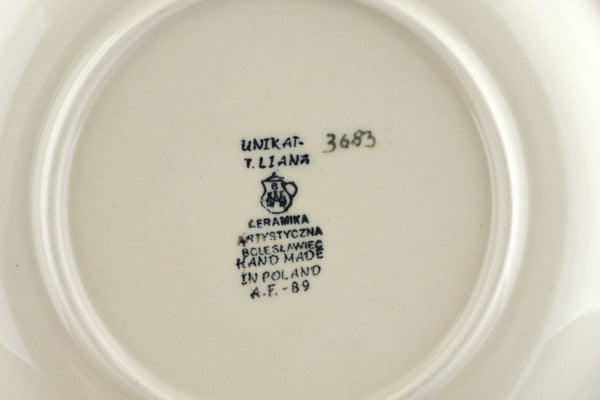 UNIKAT- 3683
T. LIANA
CERAMIKA
ARTYSTYCZNA
BOLESŁAWIEC
HAND MADE
IN POLAND
A.F.-89